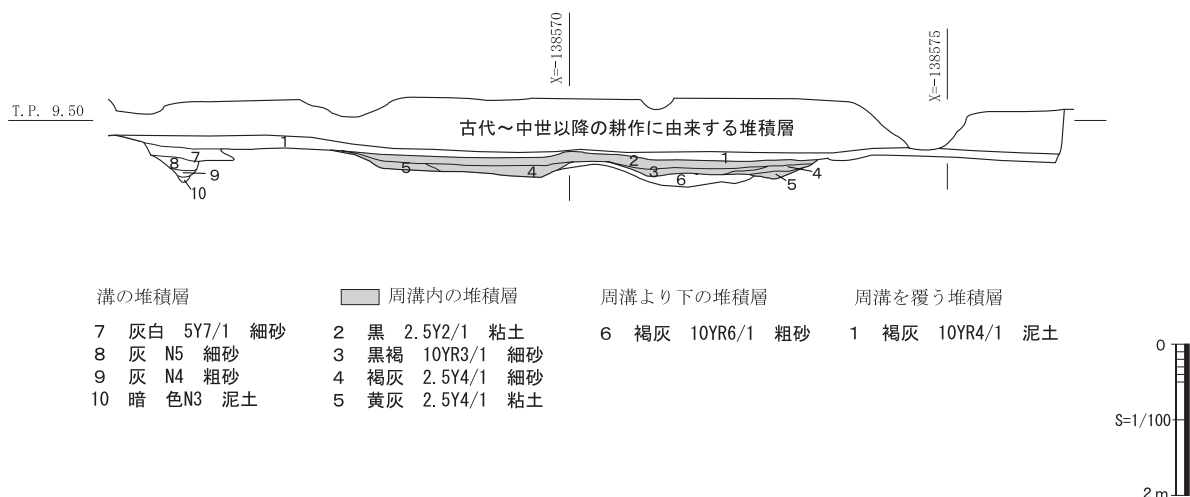 X=-138570
X=-138575
T.P. 9.50
古代～中世以降の耕作に由来する堆積層
1
7
8
9
10
5
4
2
3
6
1
4
5
溝の堆積層
7 灰白 5Y7/1 細砂
8 灰 N5 細砂
9 灰 N4 粗砂
10 暗 色N3 泥土
周溝内の堆積層
2 黒 2.5Y2/1 粘土
3 黒褐 10YR3/1 細砂
4 褐灰 2.5Y4/1 細砂
5 黄灰 2.5Y4/1 粘土
周溝より下の堆積層
6 褐灰 10YR6/1 粗砂
周溝を覆う堆積層
1 褐灰 10YR4/1 泥土
0
S=1/100
2m